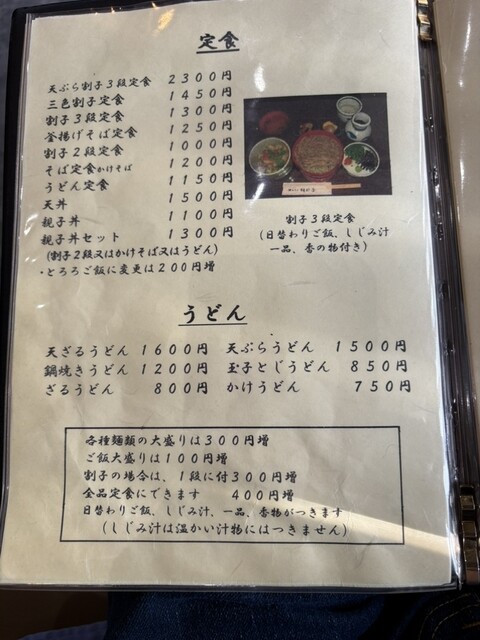 定食
天ぷら割子３段定食 ２３００円
三色割子定食 １４５０円
割子３段定食 １３００円
釜揚げそば定食 １２５０円
割子２段定食 １０００円
そば定食かけそば １２００円
うどん定食 １１５０円
天丼 １５００円
親子丼 １１００円
親子丼セット １３００円
(割子２段又はかけそば又はうどん)
・とろろご飯に変更は２００円増
割子３段定食
(日替わりご飯、しじみ汁
一品、香の物付き)
うどん
天ざるうどん １６００円 天ぷらうどん １５００円
鍋焼きうどん １２００円 玉子とじうどん ８５０円
ざるうどん ８００円 かけうどん ７５０円
各種麺類の大盛りは３００円増
ご飯大盛りは１００円増
割子の場合は、１段に付３００円増
全品定食にできます ４００円増
日替わりご飯、しじみ汁、一品、香物がつきます
(しじみ汁は温かい汁物にはつきません)